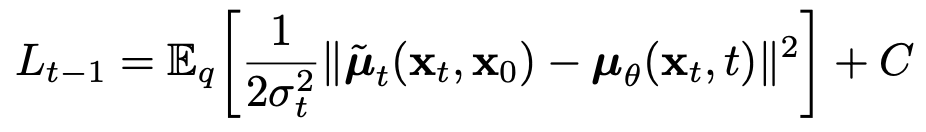 $L_{t-1} = \mathbb{E}_q \left[ \frac{1}{2\sigma_t^2} \| \tilde{\boldsymbol{\mu}}_t(\mathbf{x}_t, \mathbf{x}_0) - \boldsymbol{\mu}_\theta(\mathbf{x}_t, t) \|^2 \right] + C$